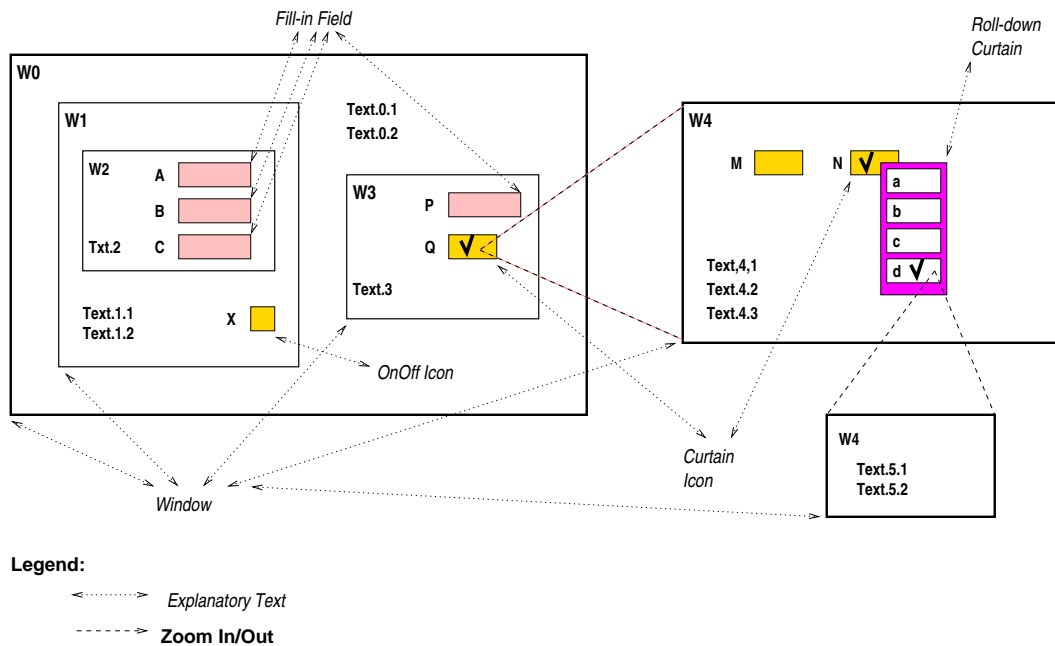 Fill-in Field
Roll-down
Curtain
W0
W1
Text.0.1
Text.0.2
W4
W2
A
M
N
W3
a
P
B
b
Txt.2
C
Q
c
Text,4,1
d
Text.4.2
Text.4.3
Text.3
Text.1.1
Text.1.2
X
OnOff Icon
W4
Curtain
Icon
Text.5.1
Text.5.2
Window
Legend:
Explanatory Text
Zoom In/Out